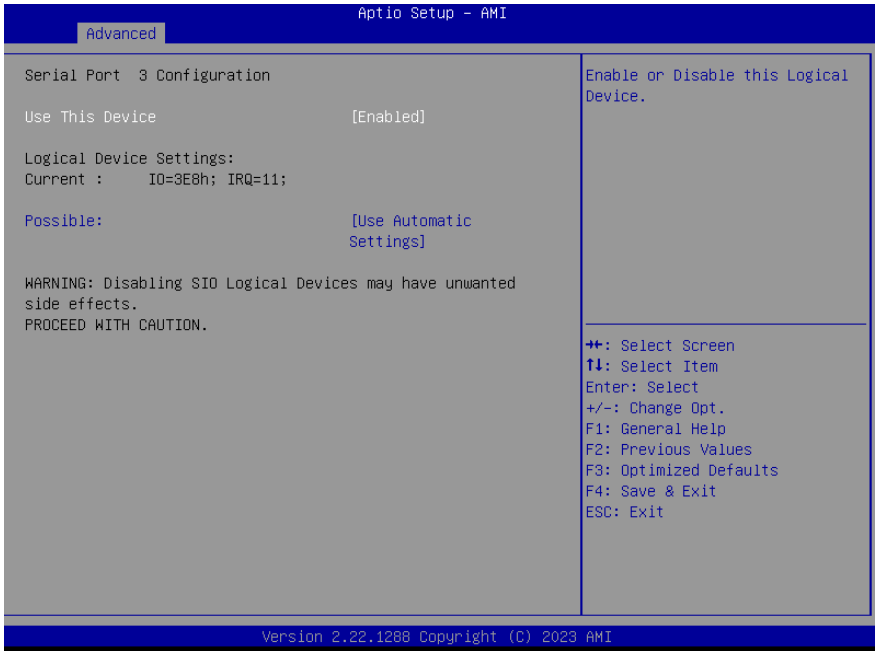 Aptio Setup – AMI
Advanced
Serial Port 3 Configuration
Use This Device [Enabled]
Logical Device Settings:
Current : IO=3E8h; IRQ=11;
Possible: [Use Automatic
Settings]
WARNING: Disabling SIO Logical Devices may have unwanted
side effects.
PROCEED WITH CAUTION.
Enable or Disable this Logical
Device.
→←: Select Screen
↑↓: Select Item
Enter: Select
+/-: Change Opt.
F1: General Help
F2: Previous Values
F3: Optimized Defaults
F4: Save & Exit
ESC: Exit
Version 2.22.1288 Copyright (C) 2023 AMI